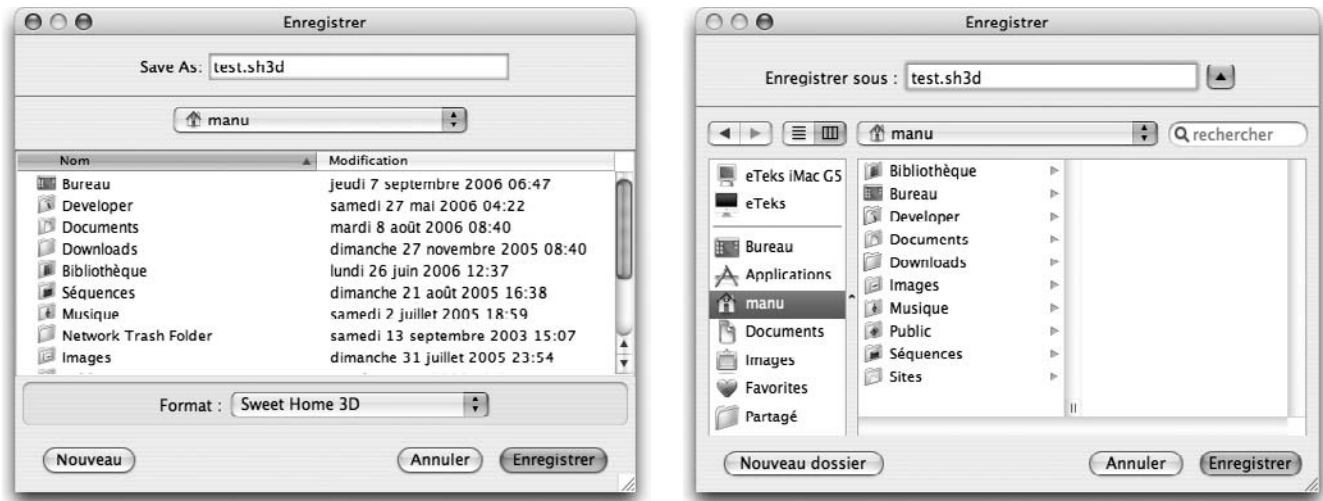 Enregistrer
Save As: test.sh3d
manu
Nom Modification
Bureau jeudi 7 septembre 2006 06:47
Developer samedi 27 mai 2006 04:22
Documents mardi 8 août 2006 08:40
Downloads dimanche 27 novembre 2005 08:40
Bibliothèque lundi 26 juin 2006 12:37
Séquences dimanche 21 août 2005 16:38
Musique samedi 2 juillet 2005 18:59
Network Trash Folder samedi 13 septembre 2003 15:07
Images dimanche 31 juillet 2005 23:54
Format : Sweet Home 3D
Nouveau Annuler Enregistrer
Enregistrer
Enregistrer sous : test.sh3d
manu rechercher
eTeks iMac G5
eTeks
Bureau
Applications
manu
Documents
Images
Favorites
Partagé
Bibliothèque
Bureau
Developer
Documents
Downloads
Images
Musique
Public
Séquences
Sites
Nouveau dossier Annuler Enregistrer